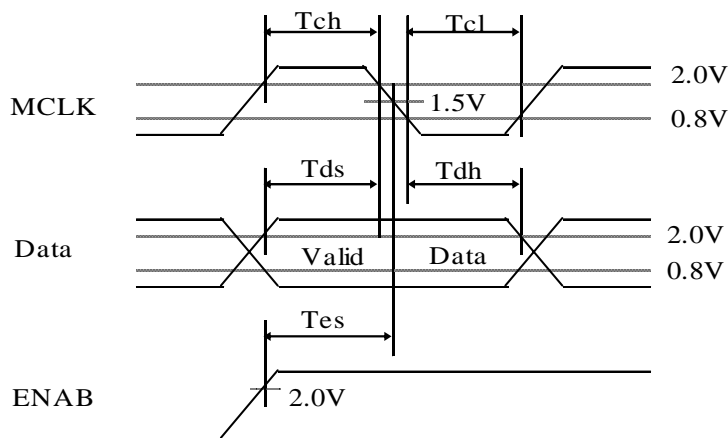 Tch Tcl
2.0V
MCLK 1.5V
0.8V
Tds Tdh
Data 2.0V
Valid Data
0.8V
Tes
ENAB 2.0V